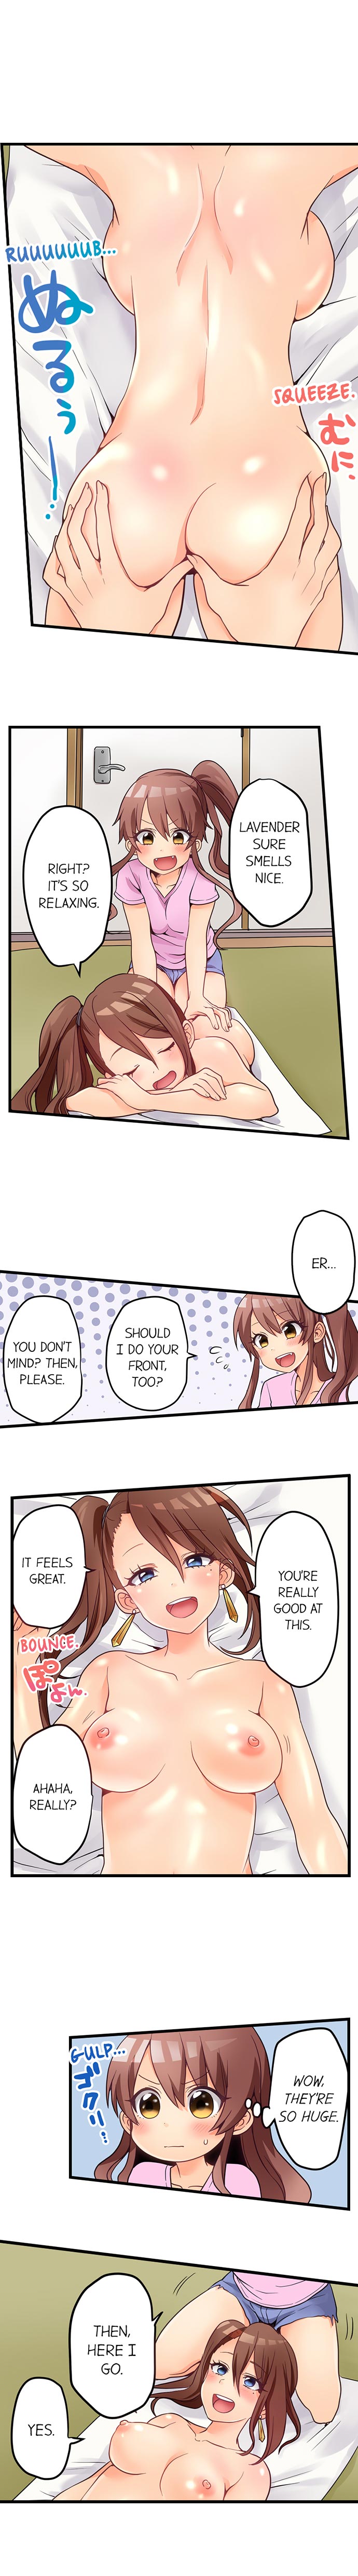 RUUUUUUB...
ぬるぅー...
SQUEEZE.
むに.
LAVENDER
SURE
SMELLS
NICE.
RIGHT?
IT'S SO
RELAXING.
ER...
SHOULD
I DO YOUR
FRONT,
TOO?
YOU DON'T
MIND? THEN,
PLEASE.
YOU'RE
REALLY
GOOD AT
THIS.
IT FEELS
GREAT.
BOUNCE.
ぽよん.
AHAHA,
REALLY?
WOW,
THEY'RE
SO HUGE.
GULP...
ゴクリ...
THEN,
HERE I
GO.
YES.